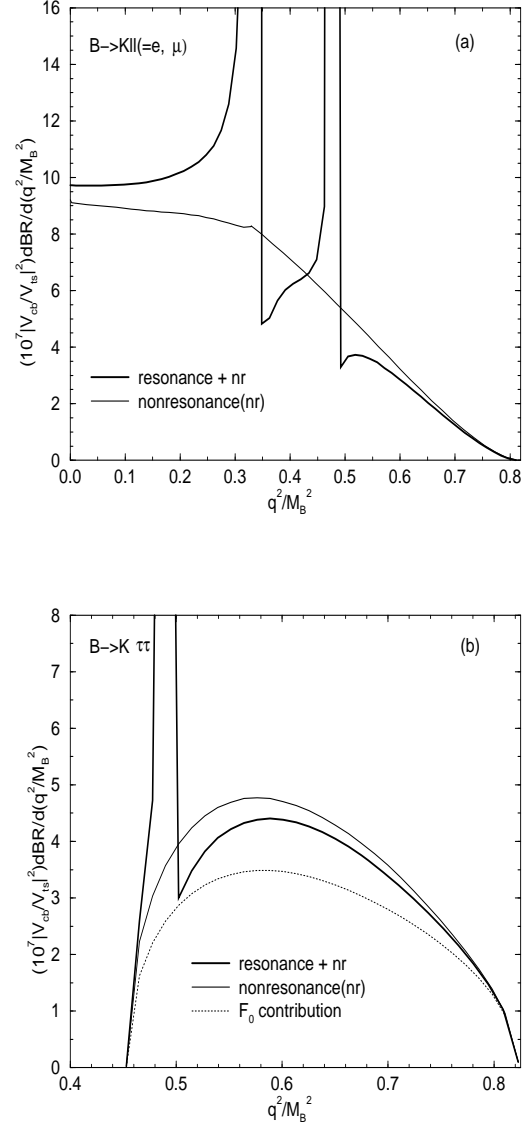 B->Kll(=e, μ)
(a)
(10^7|V_cb/V_ts|^2)dBR/d(q^2/M_B^2)
16
14
12
10
8
6
4
2
0
resonance + nr
nonresonance(nr)
0.0 0.1 0.2 0.3 0.4 0.5 0.6 0.7 0.8
q^2/M_B^2
B->K ττ
(b)
(10^7|V_cb/V_ts|^2)dBR/d(q^2/M_B^2)
8
7
6
5
4
3
2
1
0
resonance + nr
nonresonance(nr)
F_0 contribution
0.4 0.5 0.6 0.7 0.8
q^2/M_B^2